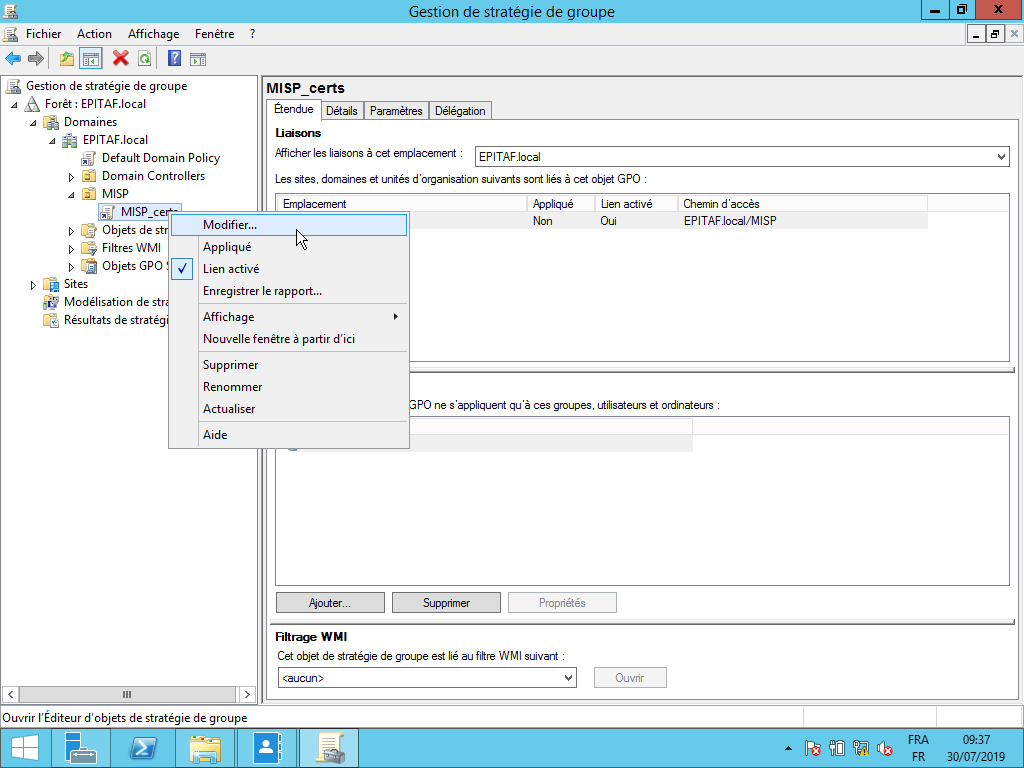 Gestion de stratégie de groupe
Fichier Action Affichage Fenêtre ?
Gestion de stratégie de groupe
Forêt : EPITAF.local
Domaines
EPITAF.local
Default Domain Policy
Domain Controllers
MISP
MISP_certs
Objets de str
Filtres WMI
Objets GPO S
Sites
Modélisation de stra
Résultats de stratégi
Modifier...
Appliqué
Lien activé
Enregistrer le rapport...
Affichage
Nouvelle fenêtre à partir d'ici
Supprimer
Renommer
Actualiser
Aide
MISP_certs
Étendue Détails Paramètres Délégation
Liaisons
Afficher les liaisons à cet emplacement : EPITAF.local
Les sites, domaines et unités d'organisation suivants sont liés à cet objet GPO :
Emplacement Appliqué Lien activé Chemin d'accès
Non Oui EPITAF.local/MISP
GPO ne s'appliquent qu'à ces groupes, utilisateurs et ordinateurs :
Ajouter... Supprimer Propriétés
Filtrage WMI
Cet objet de stratégie de groupe est lié au filtre WMI suivant :
<aucun> Ouvrir
Ouvrir l'Éditeur d'objets de stratégie de groupe
FRA 09:37
FR 30/07/2019